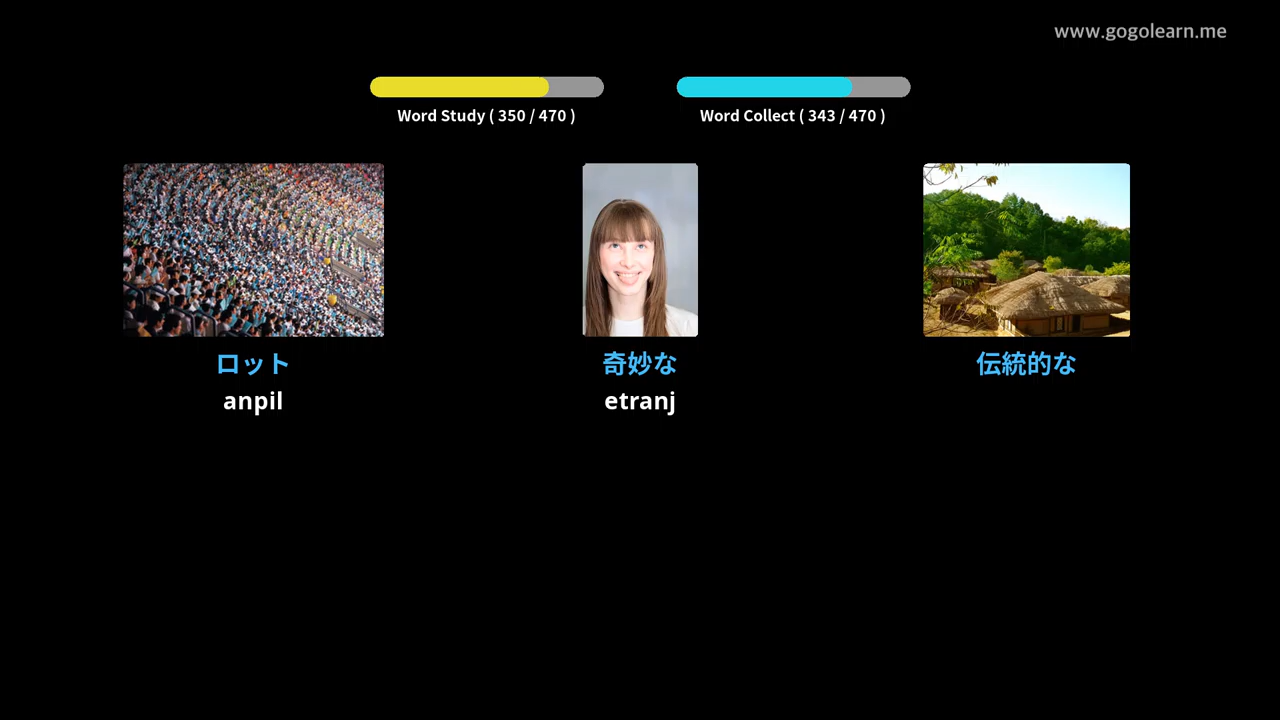 www.gogolearn.me
Word Study ( 350 / 470 )
Word Collect ( 343 / 470 )
ロット
奇妙な
伝統的な
anpil
etranj